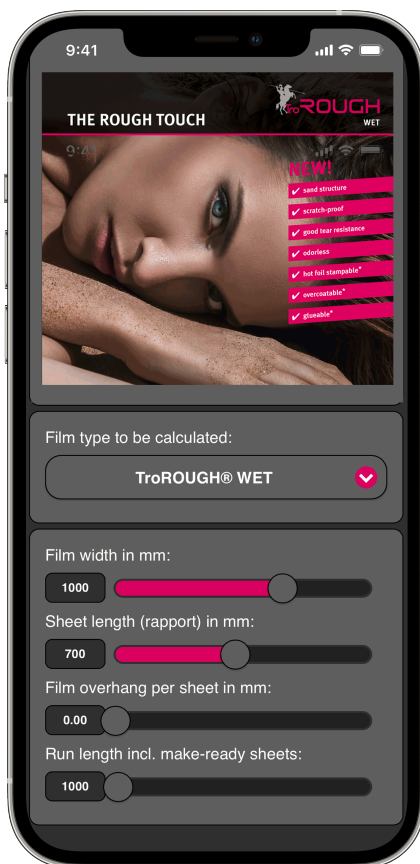 9:41
TroROUGH
WET
THE ROUGH TOUCH
9:41
NEW!
✔ sand structure
✔ scratch-proof
✔ good tear resistance
✔ odorless
✔ hot foil stampable*
✔ overcoatable*
✔ glueable*
Film type to be calculated:
TroROUGH® WET
Film width in mm:
1000
Sheet length (rapport) in mm:
700
Film overhang per sheet in mm:
0.00
Run length incl. make-ready sheets:
1000